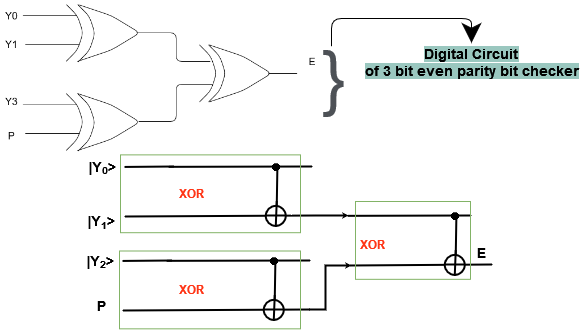 Y0
Y1
E
Digital Circuit
of 3 bit even parity bit checker
Y3
P
|Y0>
XOR
|Y1>
XOR
E
|Y2>
XOR
P